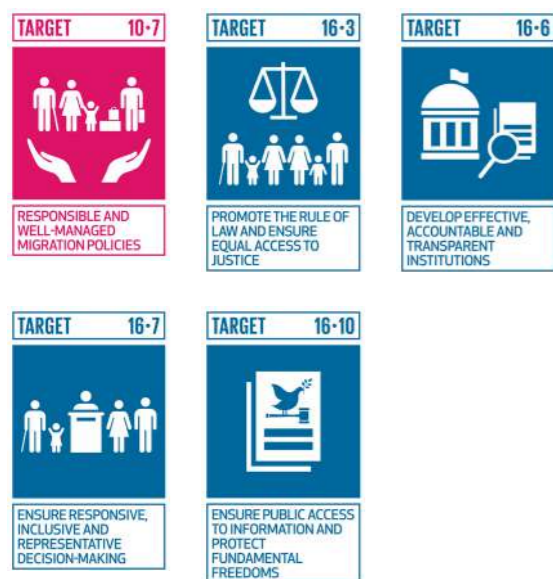 TARGET 10·7
RESPONSIBLE AND
WELL-MANAGED
MIGRATION POLICIES
TARGET 16·3
PROMOTE THE RULE OF
LAW AND ENSURE
EQUAL ACCESS TO
JUSTICE
TARGET 16·6
DEVELOP EFFECTIVE,
ACCOUNTABLE AND
TRANSPARENT
INSTITUTIONS
TARGET 16·7
ENSURE RESPONSIVE,
INCLUSIVE AND
REPRESENTATIVE
DECISION-MAKING
TARGET 16·10
ENSURE PUBLIC ACCESS
TO INFORMATION AND
PROTECT
FUNDAMENTAL
FREEDOMS